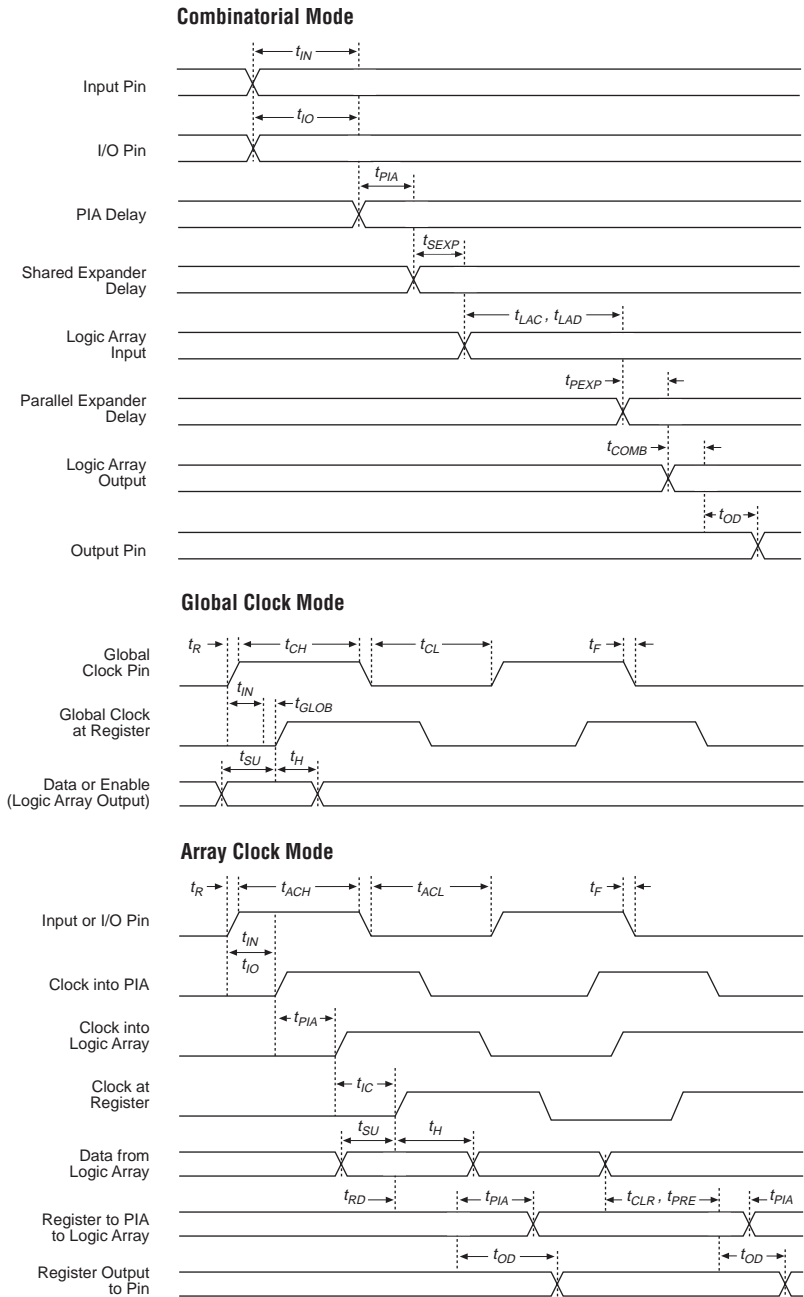 Combinatorial Mode
tIN
Input Pin
tIO
I/O Pin
tPIA
PIA Delay
tSEXP
Shared Expander
Delay
tLAC , tLAD
Logic Array
Input
tPEXP
Parallel Expander
Delay
tCOMB
Logic Array
Output
tOD
Output Pin
Global Clock Mode
tR tCH tCL tF
Global
Clock Pin
tIN tGLOB
Global Clock
at Register
tSU tH
Data or Enable
(Logic Array Output)
Array Clock Mode
tR tACH tACL tF
Input or I/O Pin
tIN
tIO
Clock into PIA
tPIA
Clock into
Logic Array
tIC
Clock at
Register
tSU tH
Data from
Logic Array
tRD tPIA tCLR , tPRE tPIA
Register to PIA
to Logic Array
tOD tOD
Register Output
to Pin